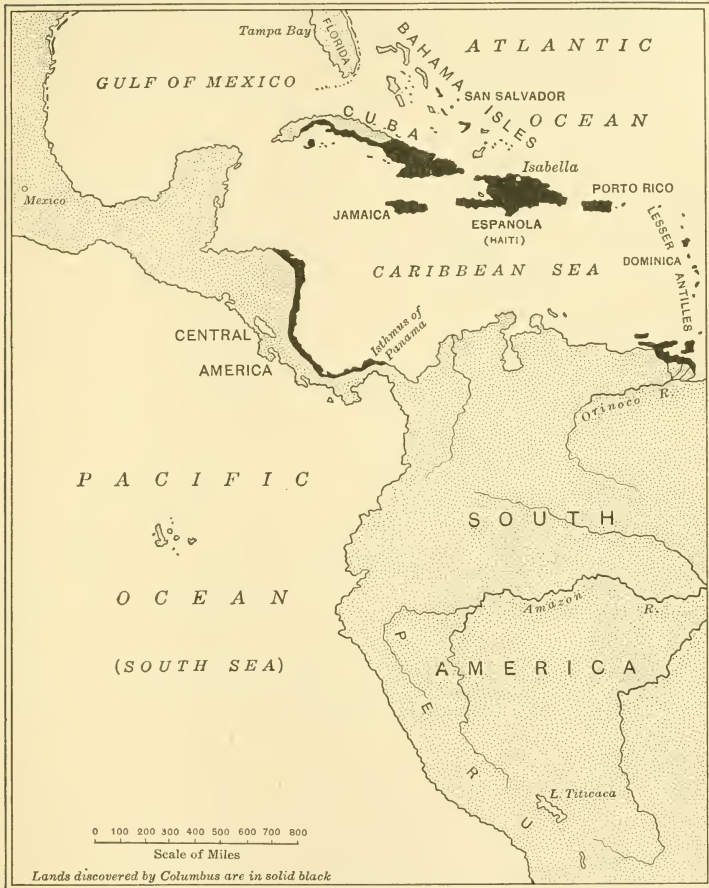 Tampa Bay
FLORIDA
BAHAMA
ISLES
ATLANTIC
OCEAN
GULF OF MEXICO
SAN SALVADOR
CUBA
Isabella
Mexico
JAMAICA
ESPANOLA
(HAITI)
PORTO RICO
LESSER
ANTILLES
DOMINICA
CARIBBEAN SEA
CENTRAL
AMERICA
Isthmus of
Panama
Orinoco R.
PACIFIC
OCEAN
(SOUTH SEA)
SOUTH
AMERICA
Amazon R.
PERU
L. Titicaca
0 100 200 300 400 500 600 700 800
Scale of Miles
Lands discovered by Columbus are in solid black